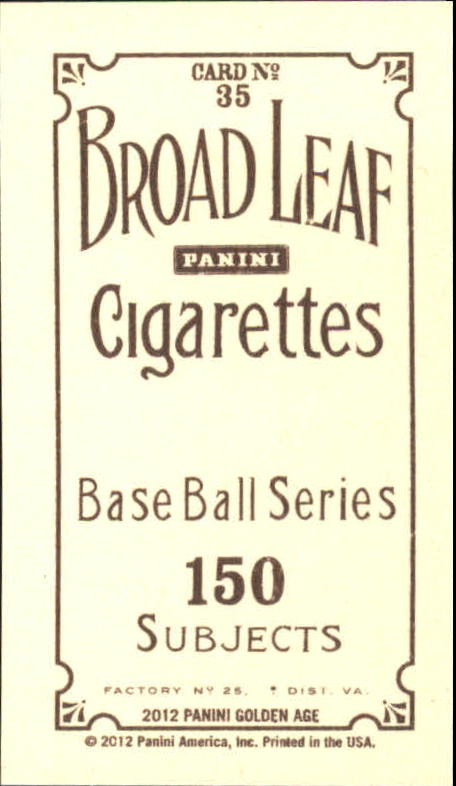 CARD Nº
35
BROAD LEAF
PANINI
Cigarettes
Base Ball Series
150
SUBJECTS
FACTORY Nº 25, DIST. VA.
2012 PANINI GOLDEN AGE
© 2012 Panini America, Inc. Printed in the USA.